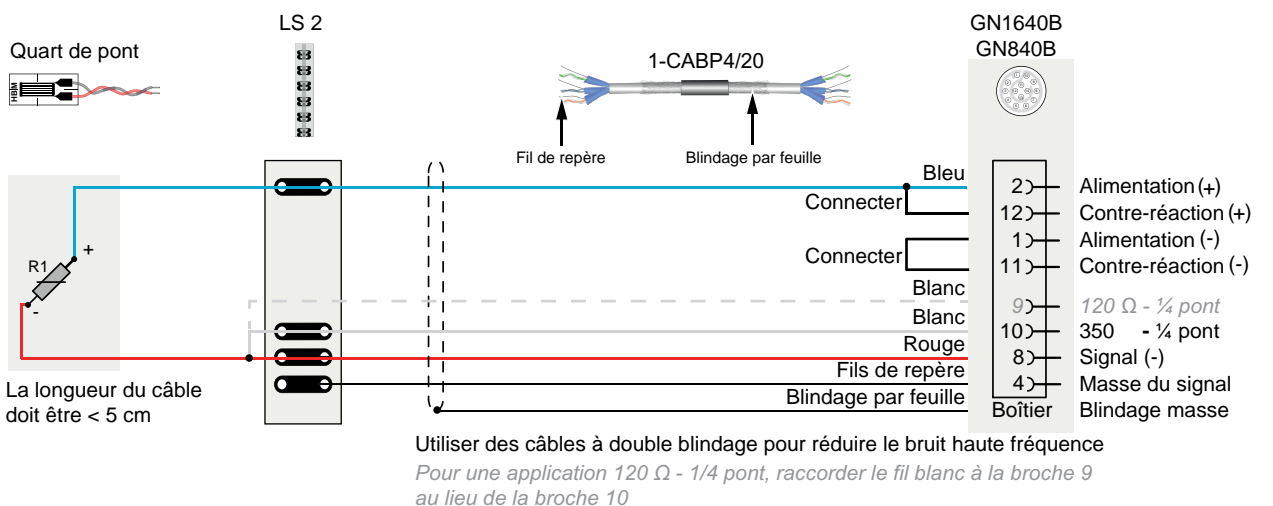 LS 2
GN1640B
GN840B
Quart de pont
HBM
1-CABP4/20
Fil de repère
Blindage par feuille
Bleu
Connecter
Connecter
Blanc
Blanc
Rouge
Fils de repère
Blindage par feuille
2
Alimentation (+)
12
Contre-réaction (+)
1
Alimentation (-)
11
Contre-réaction (-)
9
120 Ω - ¼ pont
10
350 - ¼ pont
8
Signal (-)
4
Masse du signal
Boîtier
Blindage masse
R1
+
-
La longueur du câble
doit être < 5 cm
Utiliser des câbles à double blindage pour réduire le bruit haute fréquence
Pour une application 120 Ω - 1/4 pont, raccorder le fil blanc à la broche 9
au lieu de la broche 10